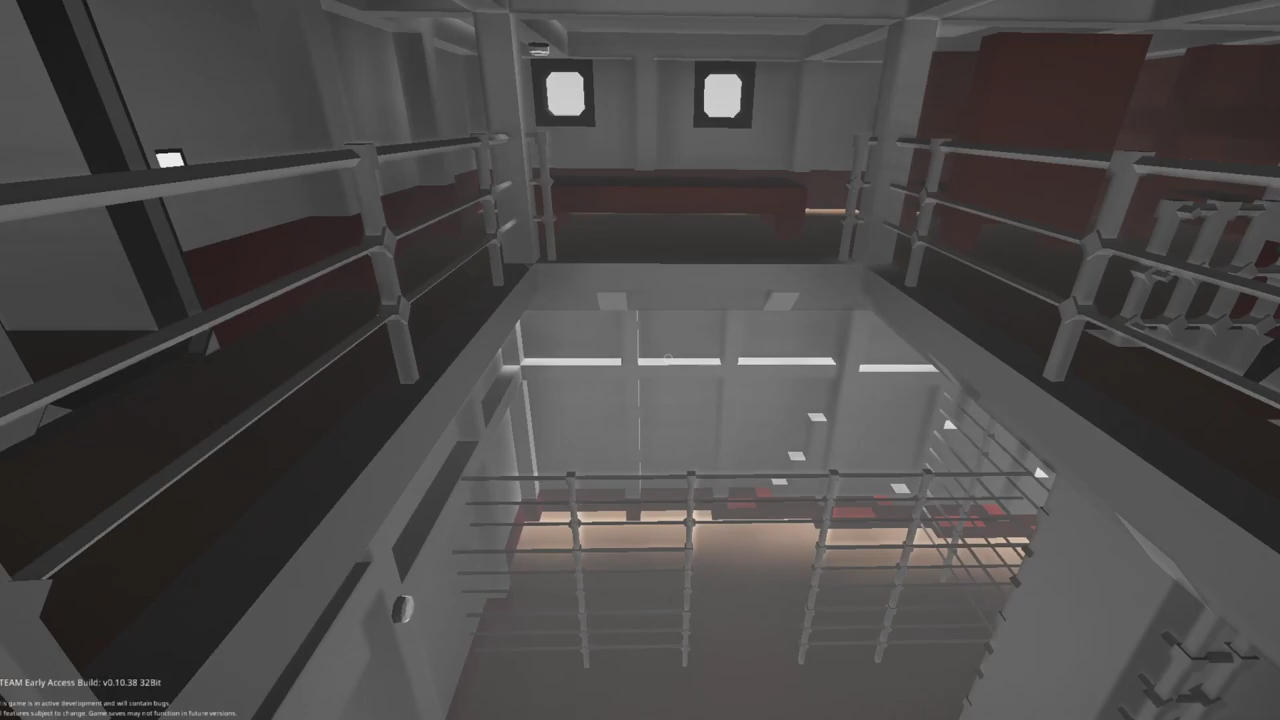 TEAM Early Access Build: v0.10.38 32Bit
is game is in active development and will contain bugs.
features subject to change. Game saves may not function in future versions.